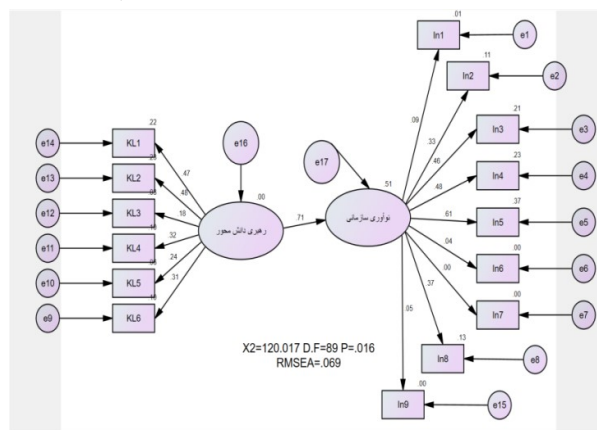 .01
In1
e1
.11
In2
e2
.21
In3
e3
.23
In4
e4
.37
In5
e5
.00
In6
e6
.00
In7
e7
.13
In8
e8
.00
In9
e15
.09
.33
.46
.48
.61
.04
.00
.37
.05
e17
.51
نوآوری سازمانی
.71
e16
.00
رهبری دانش محور
.22
e14
KL1
.47
e13
KL2
.48
e12
KL3
.18
e11
KL4
.32
e10
KL5
.24
e9
KL6
.31
X2=120.017 D.F=89 P=.016
RMSEA=.069